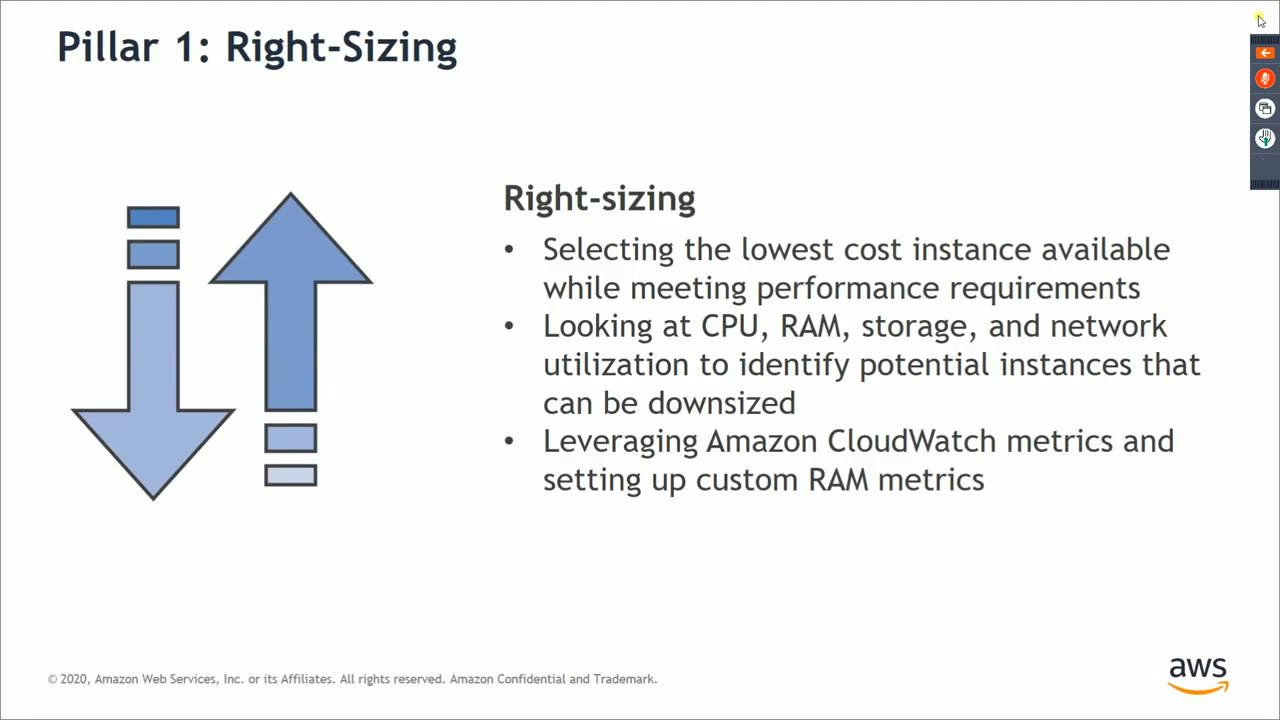 Pillar 1: Right-Sizing
Right-sizing
• Selecting the lowest cost instance available
while meeting performance requirements
• Looking at CPU, RAM, storage, and network
utilization to identify potential instances that
can be downsized
• Leveraging Amazon CloudWatch metrics and
setting up custom RAM metrics
© 2020, Amazon Web Services, Inc. or its Affiliates. All rights reserved. Amazon Confidential and Trademark.
aws